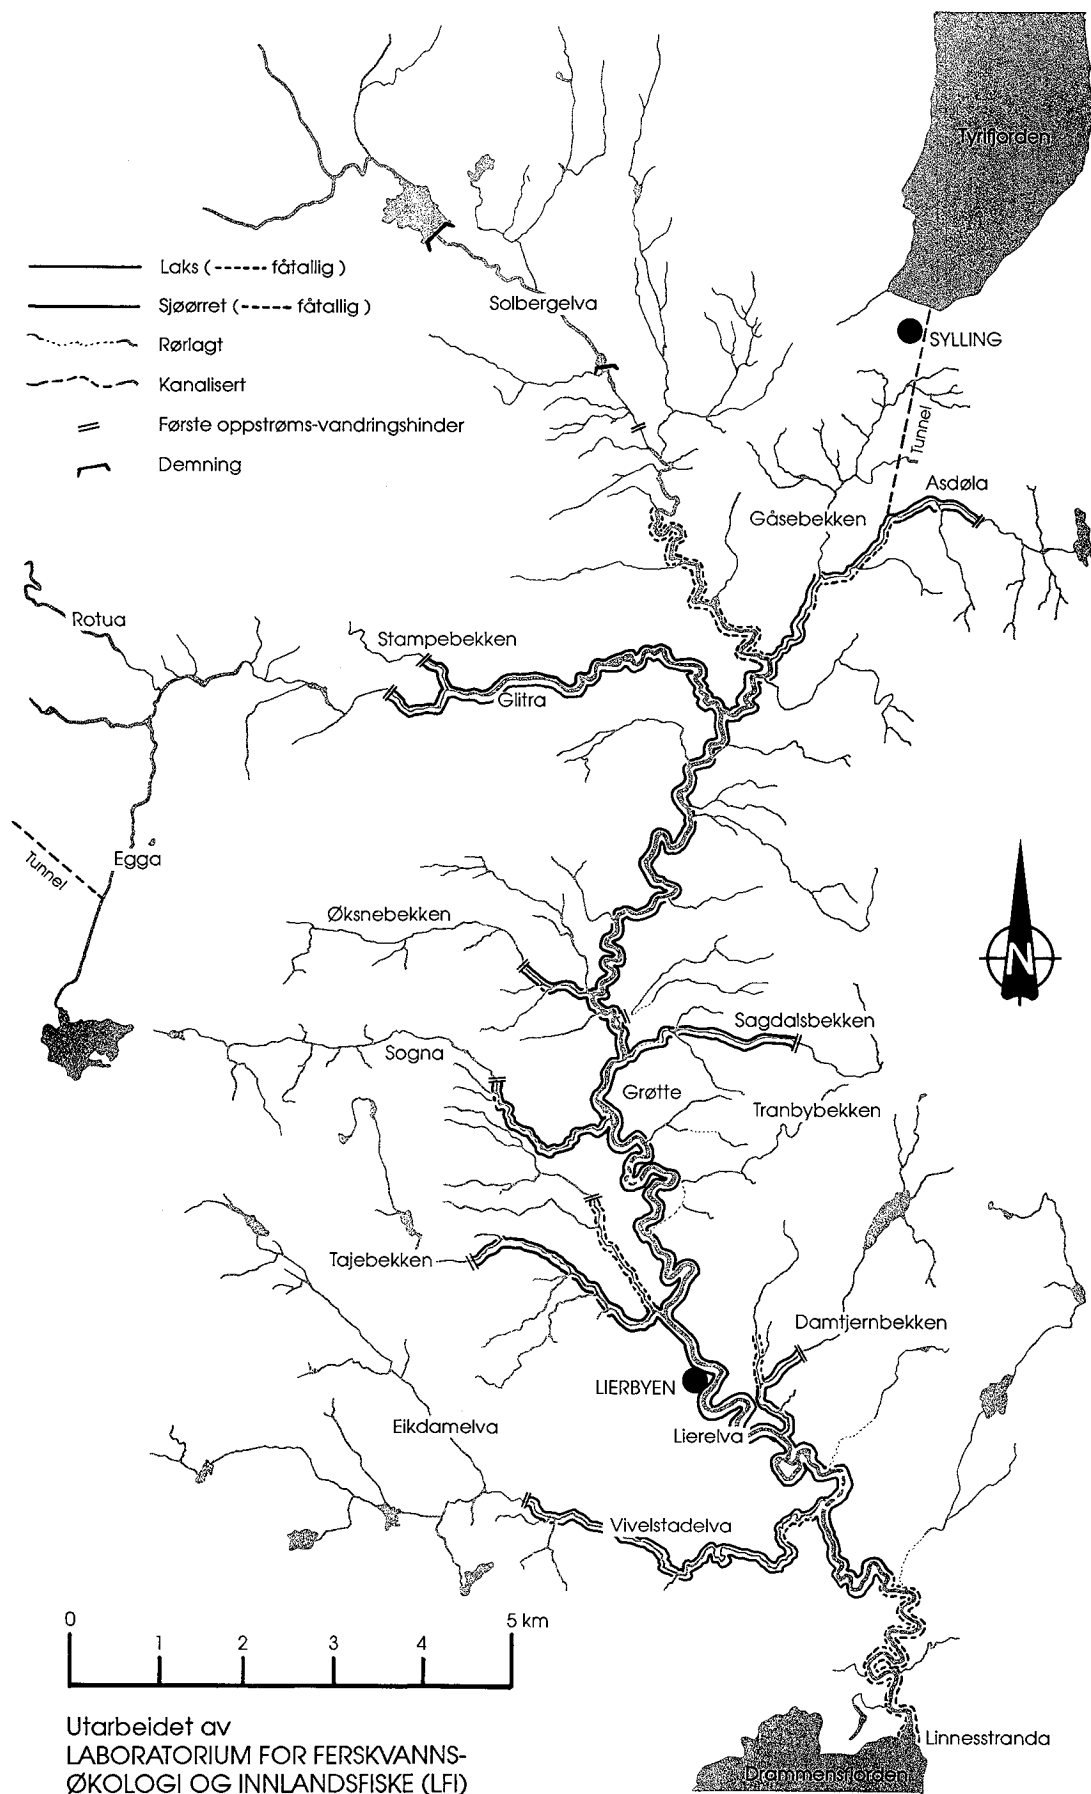 Tyrifjorden
Laks ( ------ fåtallig )
Solbergelva
Sjøørret ( ---- fåtallig )
SYLLING
Rørlagt
Kanalisert
Første oppstrøms-vandringshinder
Tunnel
Demning
Asdøla
Gåsebekken
Rotua
Stampebekken
Glitra
Egga
Tunnel
Øksnebekken
N
Sagdalsbekken
Sogna
Grøtte
Tranbybekken
Tajebekken
Damtjernbekken
LIERBYEN
Eikdamelva
Lierelva
Vivelstadelva
0 1 2 3 4 5 km
Utarbeidet av
LABORATORIUM FOR FERSKVANNS-
ØKOLOGI OG INNLANDSFISKE (LFI)
Linnesstranda
Drammensfjorden